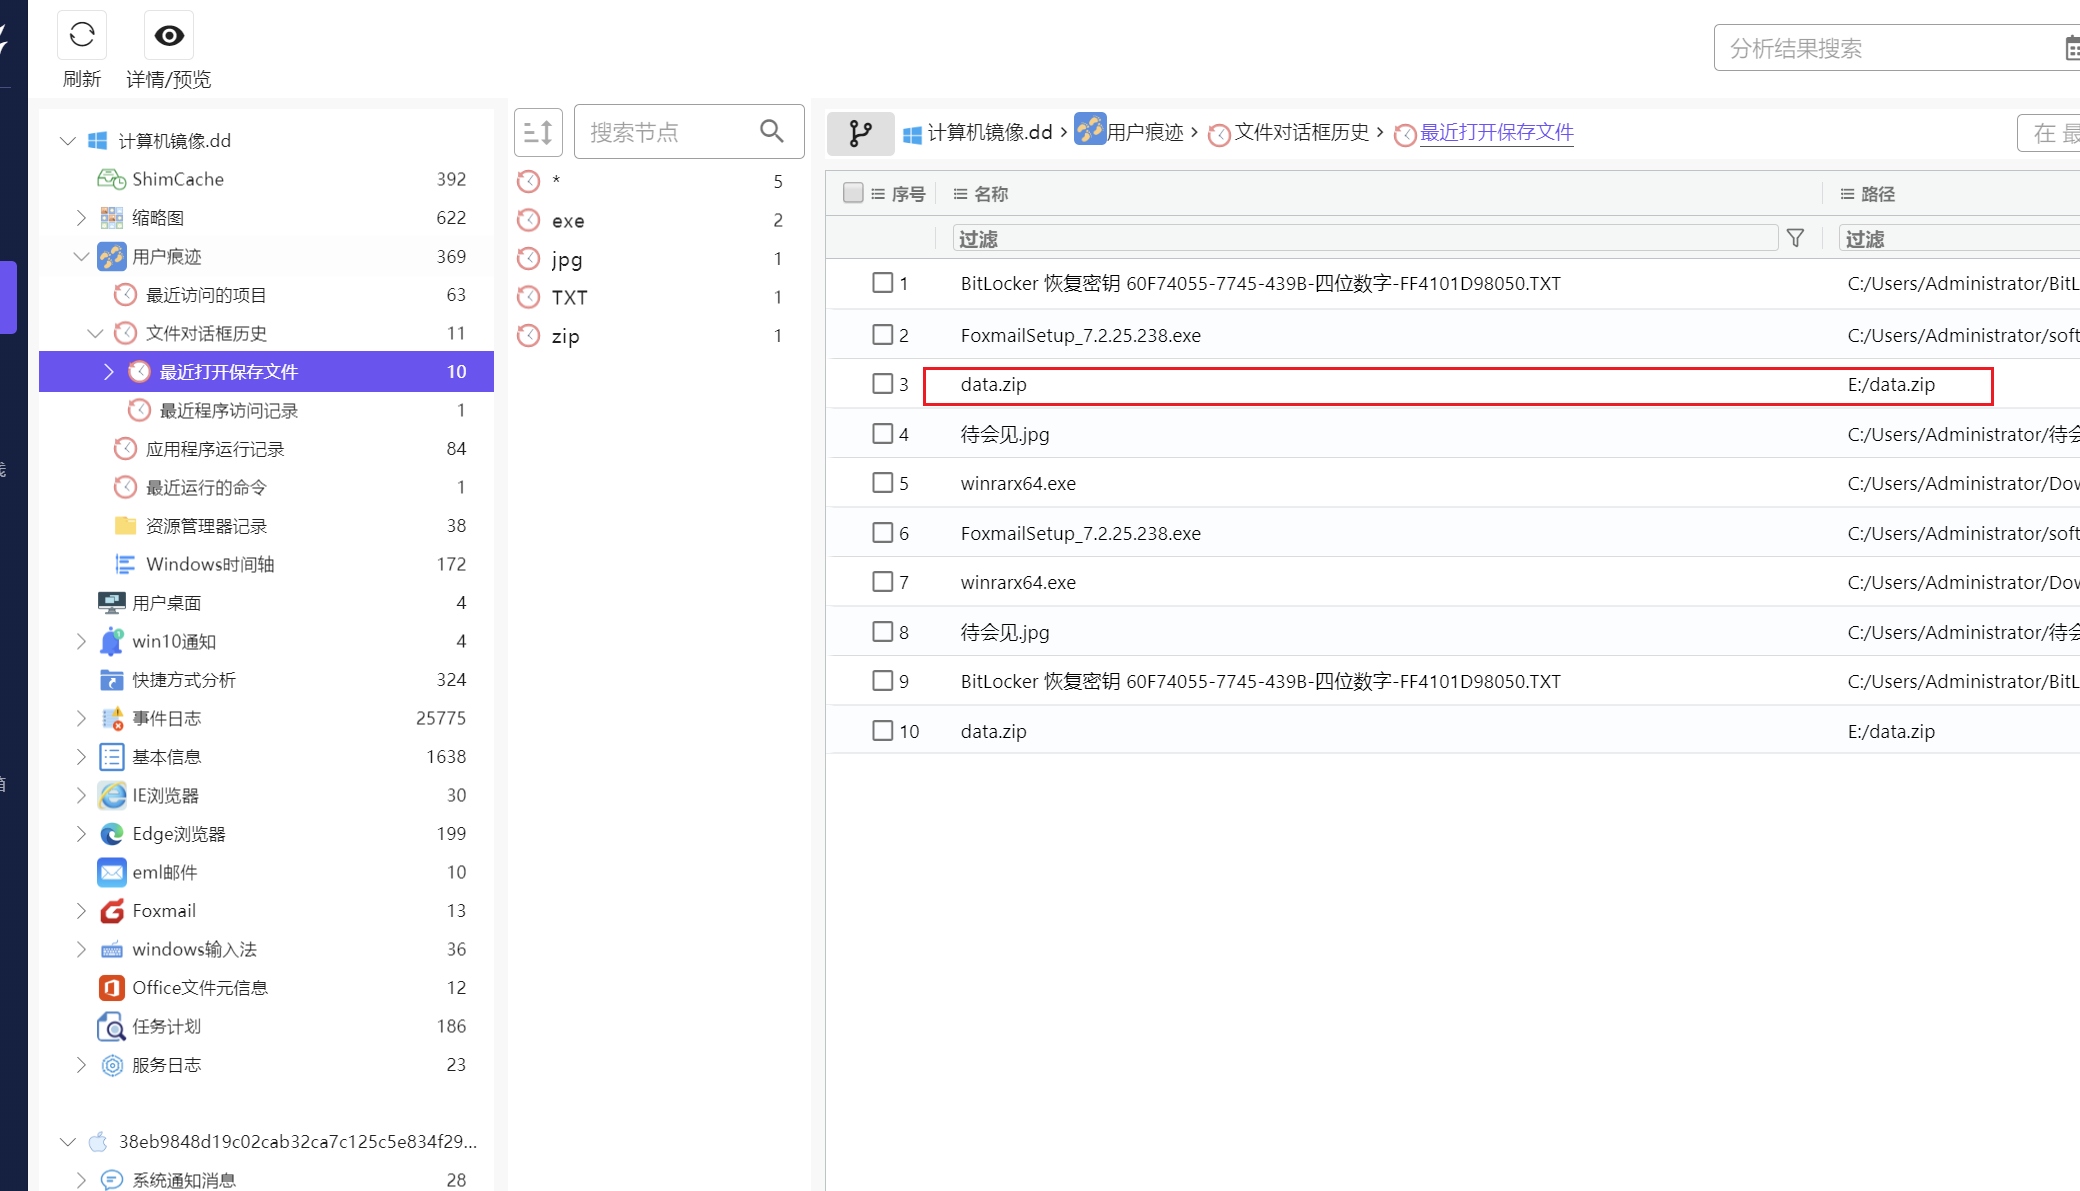 刷新
详情/预览
分析结果搜索
计算机镜像.dd
ShimCache 392
缩略图 622
用户痕迹 369
最近访问的项目 63
文件对话框历史 11
最近打开保存文件 10
最近程序访问记录 1
应用程序运行记录 84
最近运行的命令 1
资源管理器记录 38
Windows时间轴 172
用户桌面 4
win10通知 4
快捷方式分析 324
事件日志 25775
基本信息 1638
IE浏览器 30
Edge浏览器 199
eml邮件 10
Foxmail 13
windows输入法 36
Office文件元信息 12
任务计划 186
服务日志 23
38eb9848d19c02cab32ca7c125c5e834f29...
系统通知消息 28
搜索节点
* 5
exe 2
jpg 1
TXT 1
zip 1
计算机镜像.dd › 用户痕迹 › 文件对话框历史 › 最近打开保存文件
在 最
序号 名称 路径
过滤 过滤
1 BitLocker 恢复密钥 60F74055-7745-439B-四位数字-FF4101D98050.TXT C:/Users/Administrator/BitL
2 FoxmailSetup_7.2.25.238.exe C:/Users/Administrator/soft
3 data.zip E:/data.zip
4 待会见.jpg C:/Users/Administrator/待会
5 winrarx64.exe C:/Users/Administrator/Dow
6 FoxmailSetup_7.2.25.238.exe C:/Users/Administrator/soft
7 winrarx64.exe C:/Users/Administrator/Dow
8 待会见.jpg C:/Users/Administrator/待会
9 BitLocker 恢复密钥 60F74055-7745-439B-四位数字-FF4101D98050.TXT C:/Users/Administrator/BitL
10 data.zip E:/data.zip